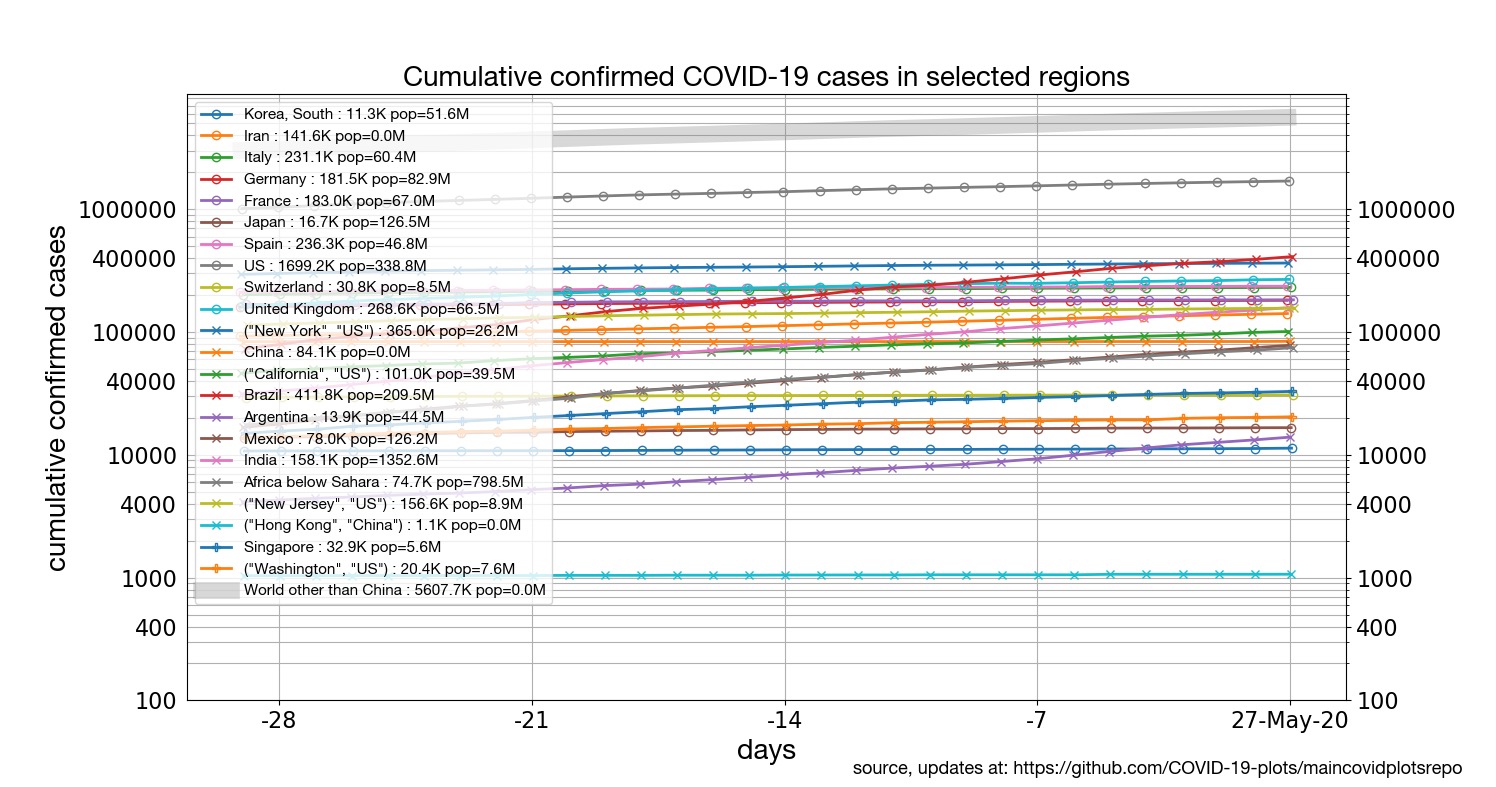 Cumulative confirmed COVID-19 cases in selected regions
Korea, South : 11.3K pop=51.6M
Iran : 141.6K pop=0.0M
Italy : 231.1K pop=60.4M
Germany : 181.5K pop=82.9M
France : 183.0K pop=67.0M
Japan : 16.7K pop=126.5M
Spain : 236.3K pop=46.8M
US : 1699.2K pop=338.8M
Switzerland : 30.8K pop=8.5M
United Kingdom : 268.6K pop=66.5M
("New York", "US") : 365.0K pop=26.2M
China : 84.1K pop=0.0M
("California", "US") : 101.0K pop=39.5M
Brazil : 411.8K pop=209.5M
Argentina : 13.9K pop=44.5M
Mexico : 78.0K pop=126.2M
India : 158.1K pop=1352.6M
Africa below Sahara : 74.7K pop=798.5M
("New Jersey", "US") : 156.6K pop=8.9M
("Hong Kong", "China") : 1.1K pop=0.0M
Singapore : 32.9K pop=5.6M
("Washington", "US") : 20.4K pop=7.6M
World other than China : 5607.7K pop=0.0M
cumulative confirmed cases
1000000
400000
100000
40000
10000
4000
1000
400
100
1000000
400000
100000
40000
10000
4000
1000
400
100
-28
-21
-14
-7
27-May-20
days
source, updates at: https://github.com/COVID-19-plots/maincovidplotsrepo